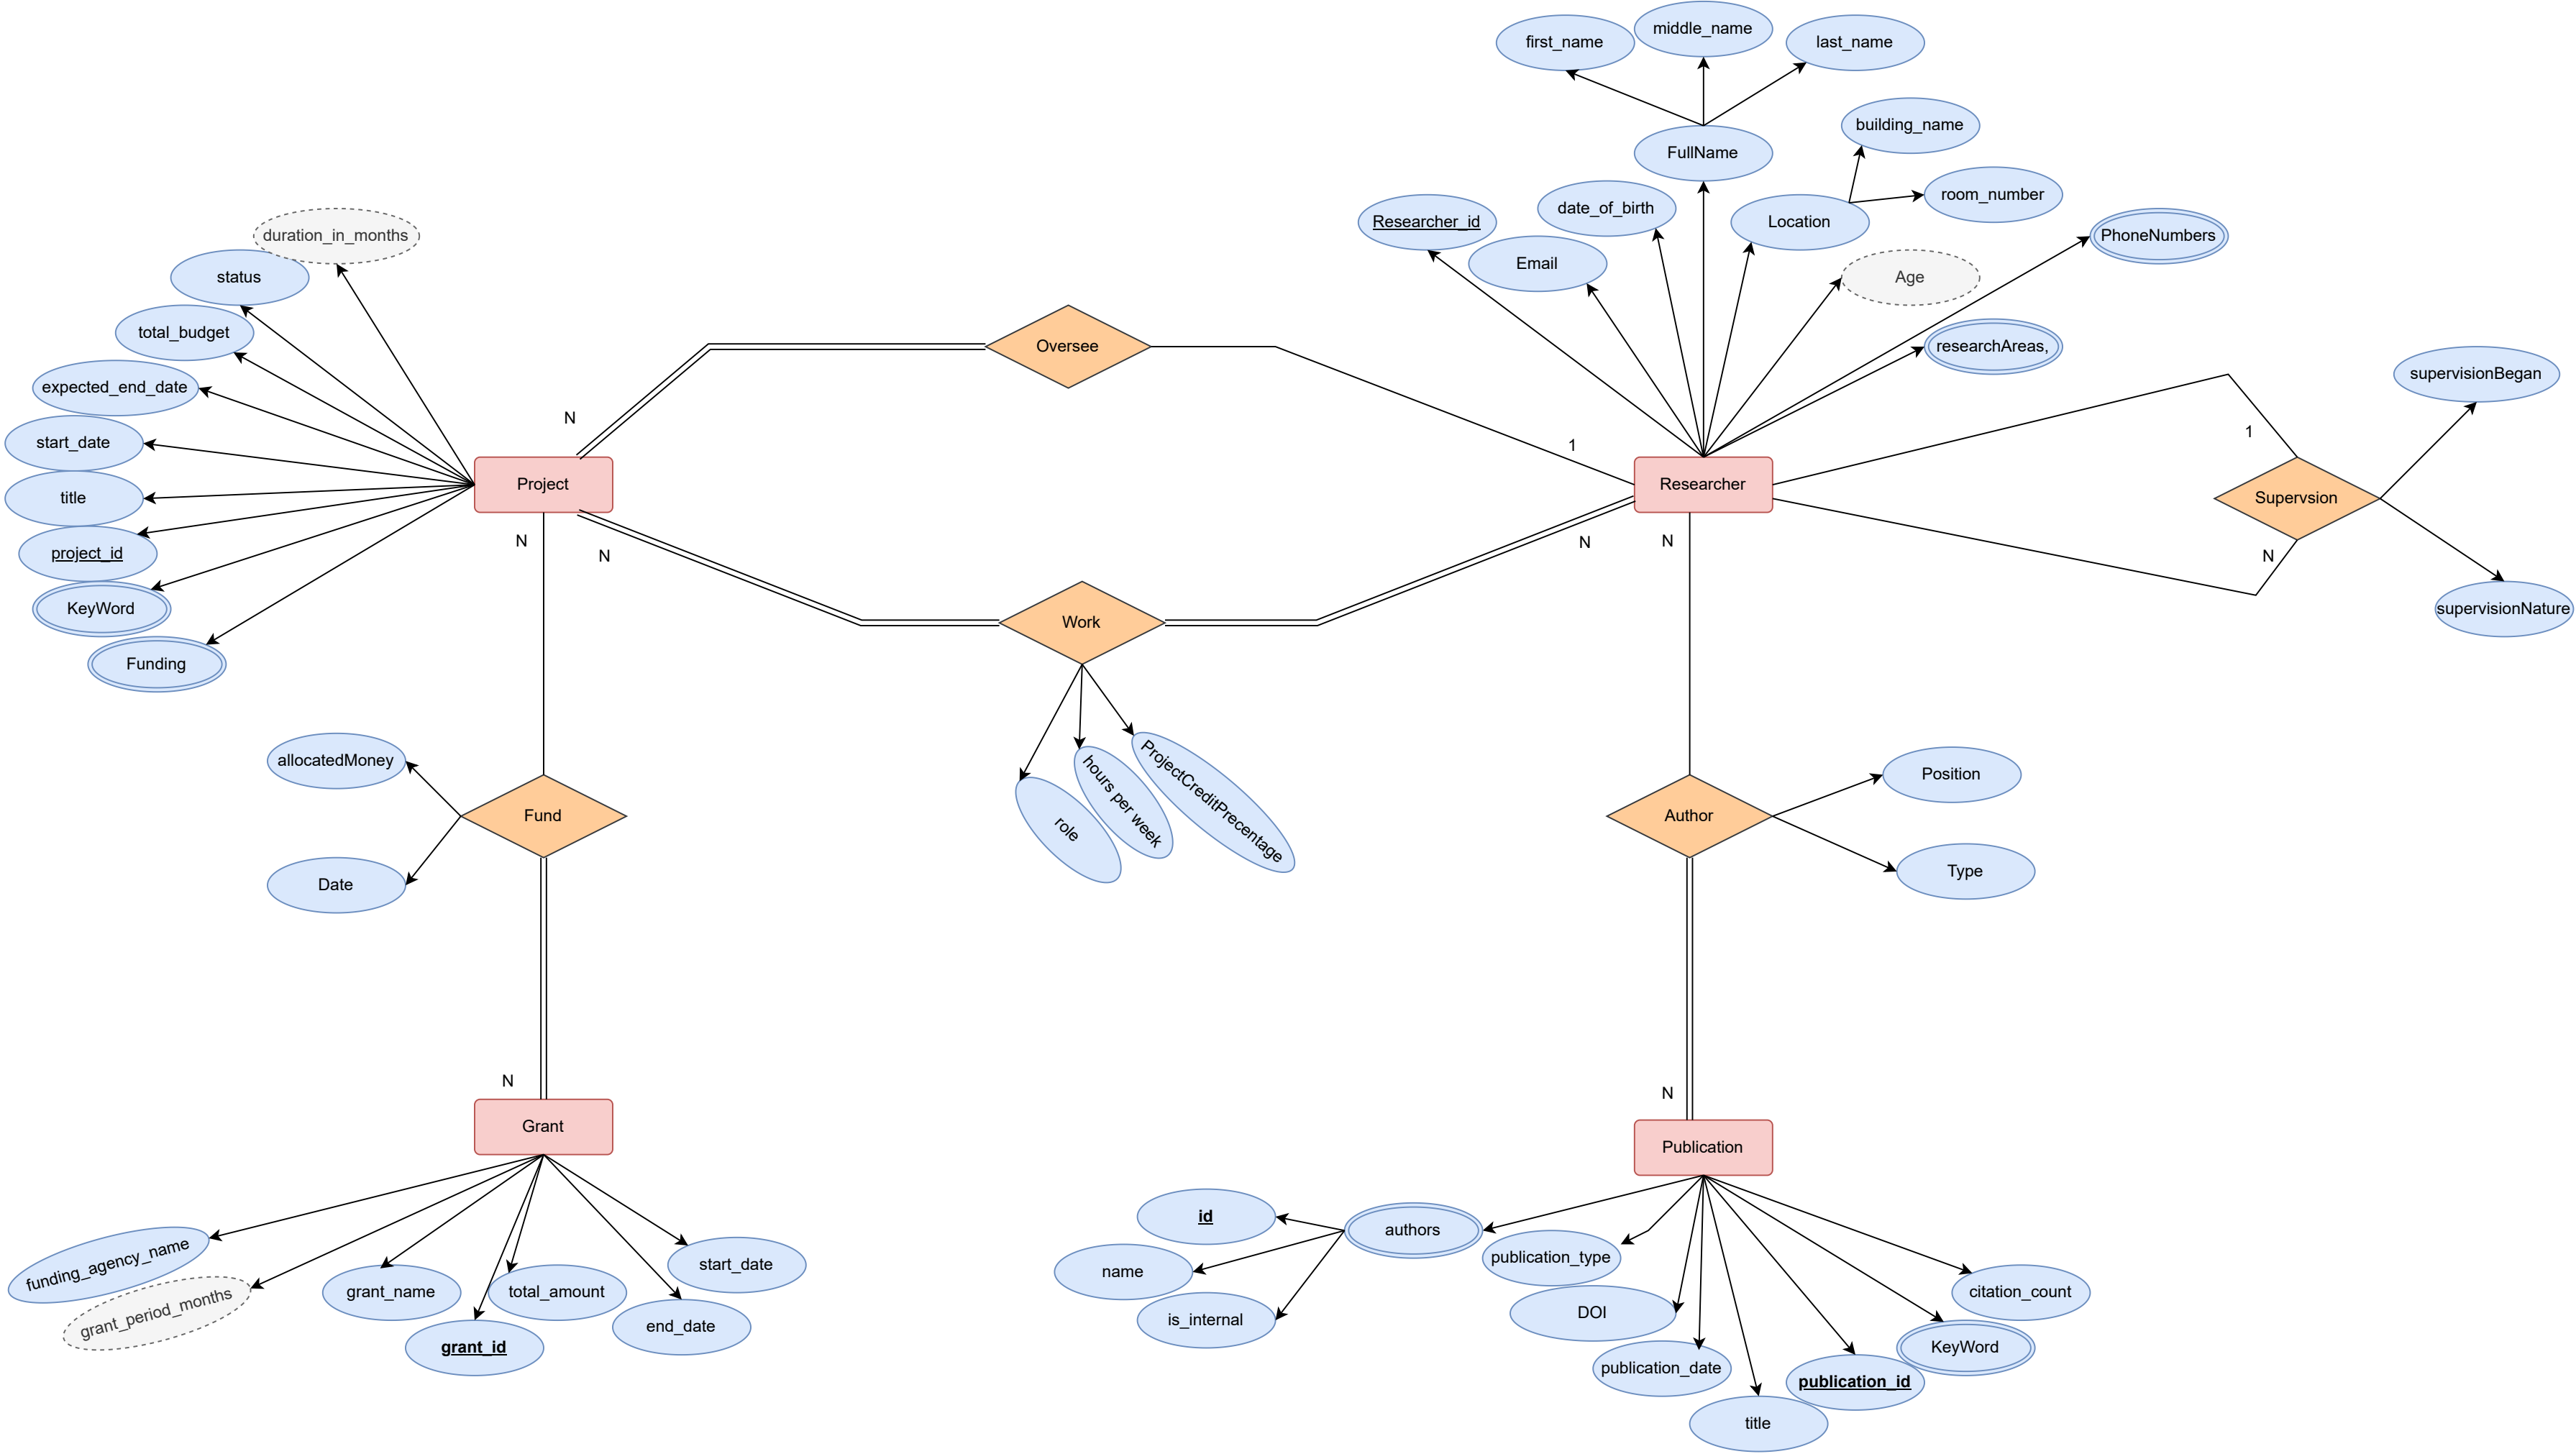 middle_name
first_name
last_name
building_name
FullName
room_number
date_of_birth
Researcher_id
Location
PhoneNumbers
duration_in_months
Email
Age
status
total_budget
Oversee
researchAreas,
supervisionBegan
expected_end_date
N
1
1
start_date
Project
Researcher
title
Supervsion
N
N
N
N
project_id
N
KeyWord
Work
supervisionNature
Funding
allocatedMoney
ProjectCreditPrecentage
hours per week
role
Position
Fund
Author
Date
Type
N
N
Grant
Publication
id
authors
publication_type
funding_agency_name
start_date
name
grant_name
total_amount
citation_count
grant_period_months
DOI
is_internal
end_date
grant_id
KeyWord
publication_date
publication_id
title